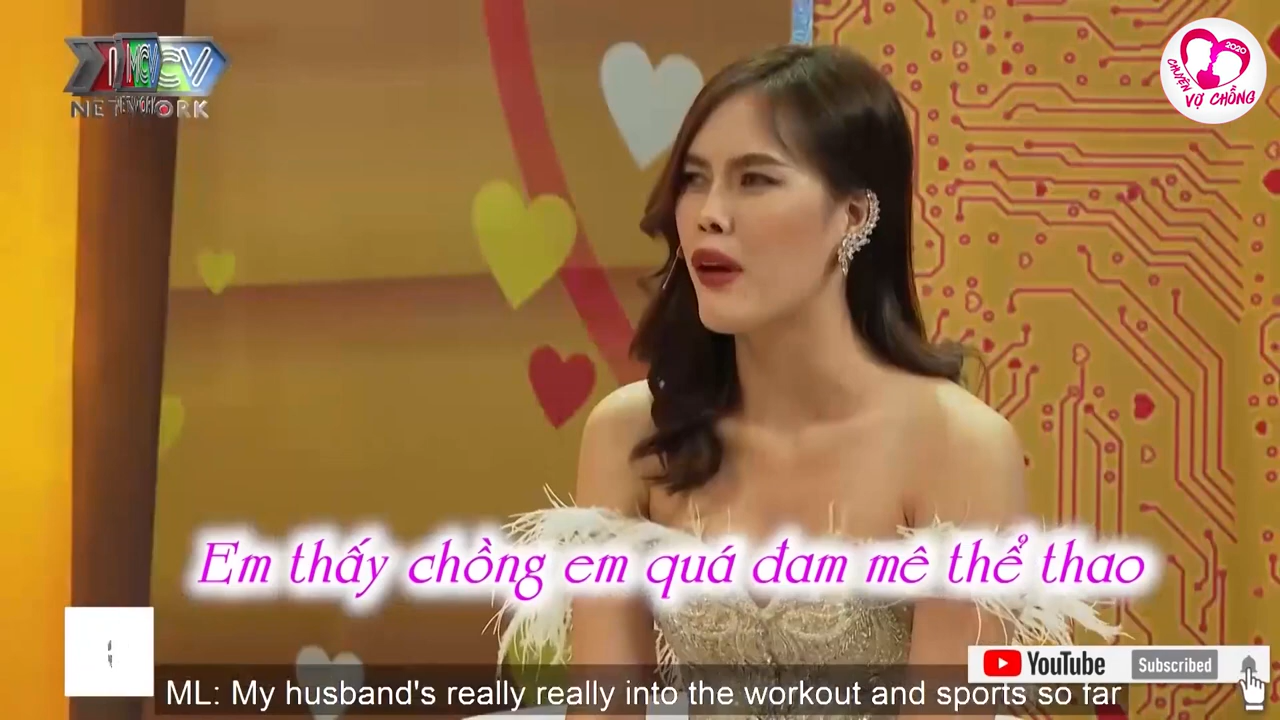 NETWORK
2020
CHUYỆN
VỢ CHỒNG
Em thấy chồng em quá đam mê thể thao
YouTube Subscribed
ML: My husband's really really into the workout and sports so far